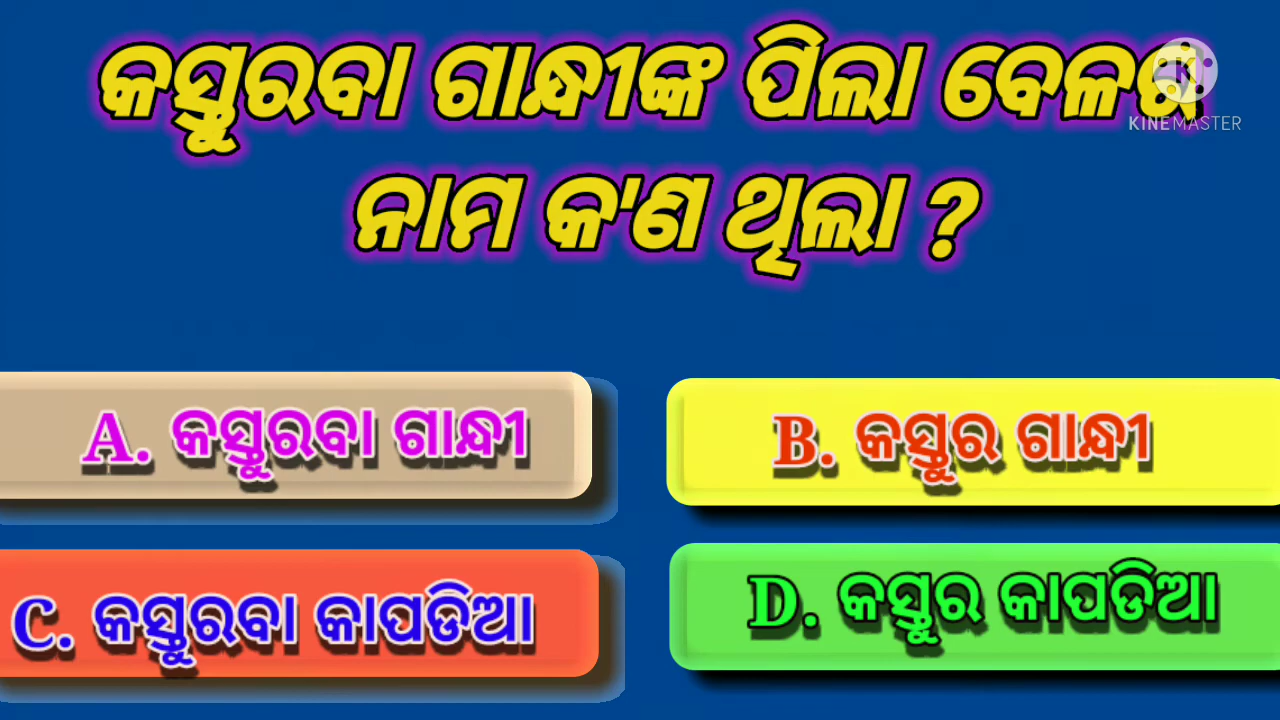 କସ୍ତୁରବା ଗାନ୍ଧୀଙ୍କ ପିଲା ବେଳର
KINEMASTER
ନାମ କ'ଣ ଥିଲା ?
A. କସ୍ତୁରବା ଗାନ୍ଧୀ
B. କସ୍ତୁର ଗାନ୍ଧୀ
C. କସ୍ତୁରବା କାପଡିଆ
D. କସ୍ତୁର କାପଡିଆ